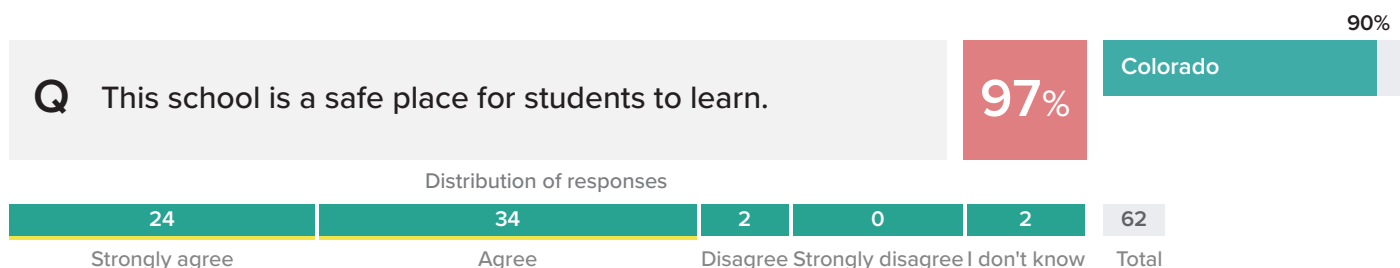 90%
Q This school is a safe place for students to learn.
97%
Colorado
Distribution of responses
24 34 2 0 2 62
Strongly agree Agree Disagree Strongly disagree I don't know Total